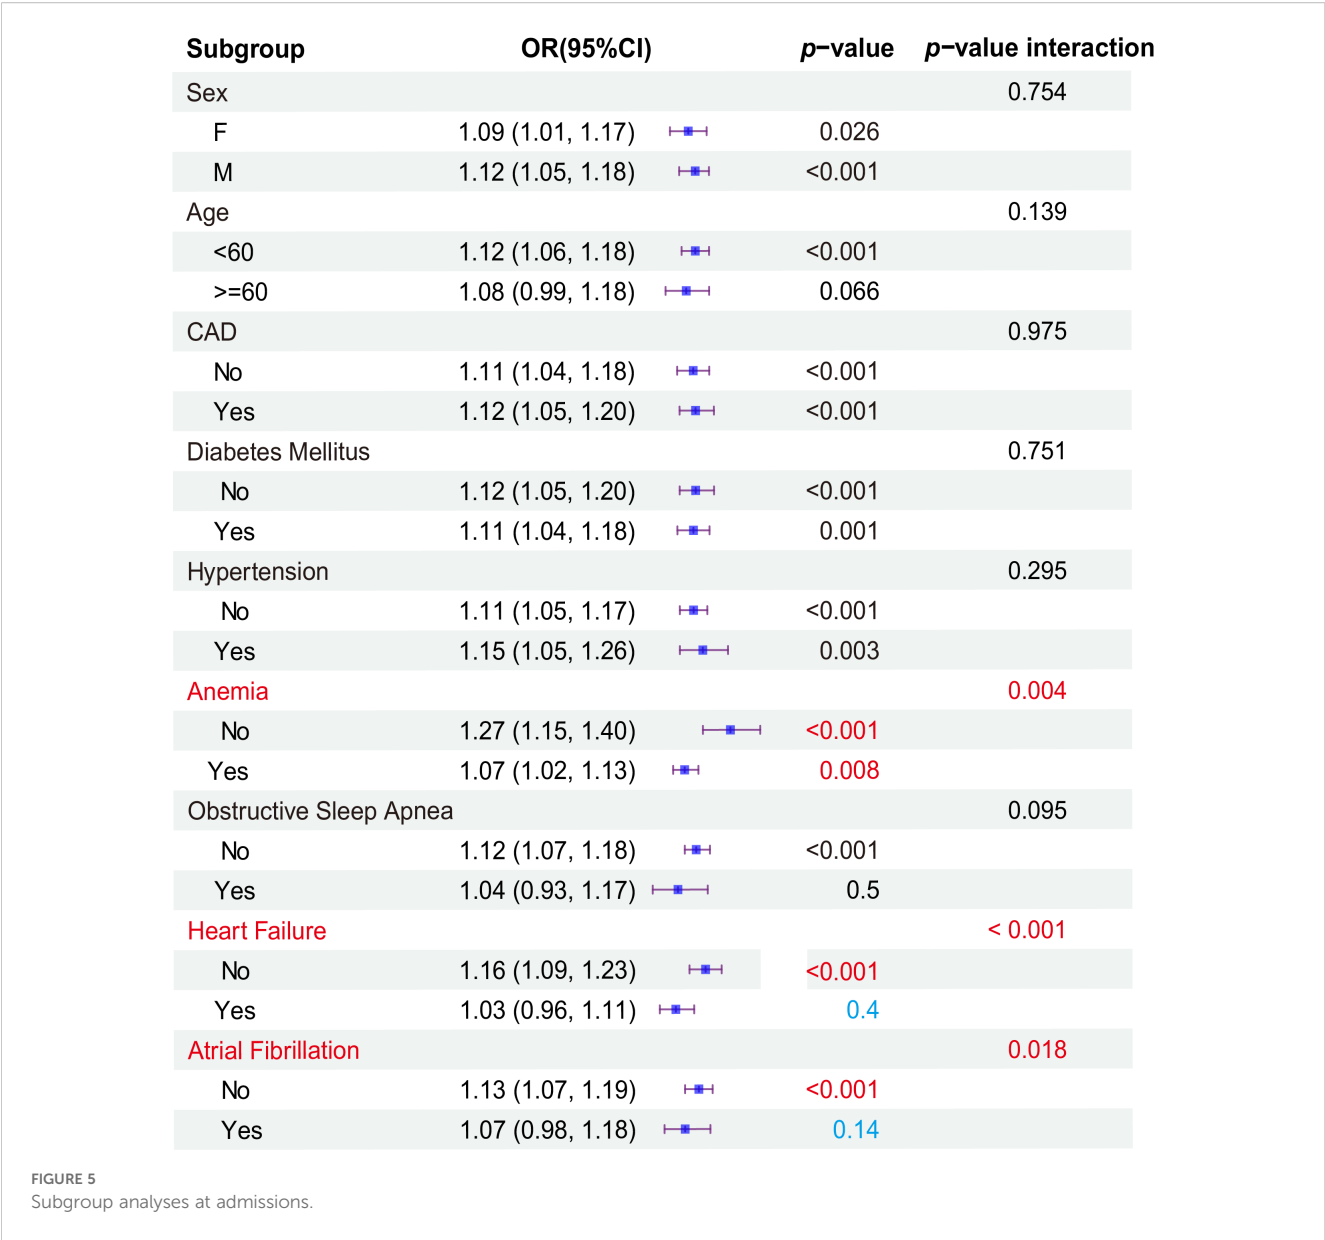 Subgroup OR(95%CI) p−value p−value interaction
Sex 0.754
F 1.09 (1.01, 1.17) 0.026
M 1.12 (1.05, 1.18) <0.001
Age 0.139
<60 1.12 (1.06, 1.18) <0.001
>=60 1.08 (0.99, 1.18) 0.066
CAD 0.975
No 1.11 (1.04, 1.18) <0.001
Yes 1.12 (1.05, 1.20) <0.001
Diabetes Mellitus 0.751
No 1.12 (1.05, 1.20) <0.001
Yes 1.11 (1.04, 1.18) 0.001
Hypertension 0.295
No 1.11 (1.05, 1.17) <0.001
Yes 1.15 (1.05, 1.26) 0.003
Anemia 0.004
No 1.27 (1.15, 1.40) <0.001
Yes 1.07 (1.02, 1.13) 0.008
Obstructive Sleep Apnea 0.095
No 1.12 (1.07, 1.18) <0.001
Yes 1.04 (0.93, 1.17) 0.5
Heart Failure < 0.001
No 1.16 (1.09, 1.23) <0.001
Yes 1.03 (0.96, 1.11) 0.4
Atrial Fibrillation 0.018
No 1.13 (1.07, 1.19) <0.001
Yes 1.07 (0.98, 1.18) 0.14
FIGURE 5
Subgroup analyses at admissions.